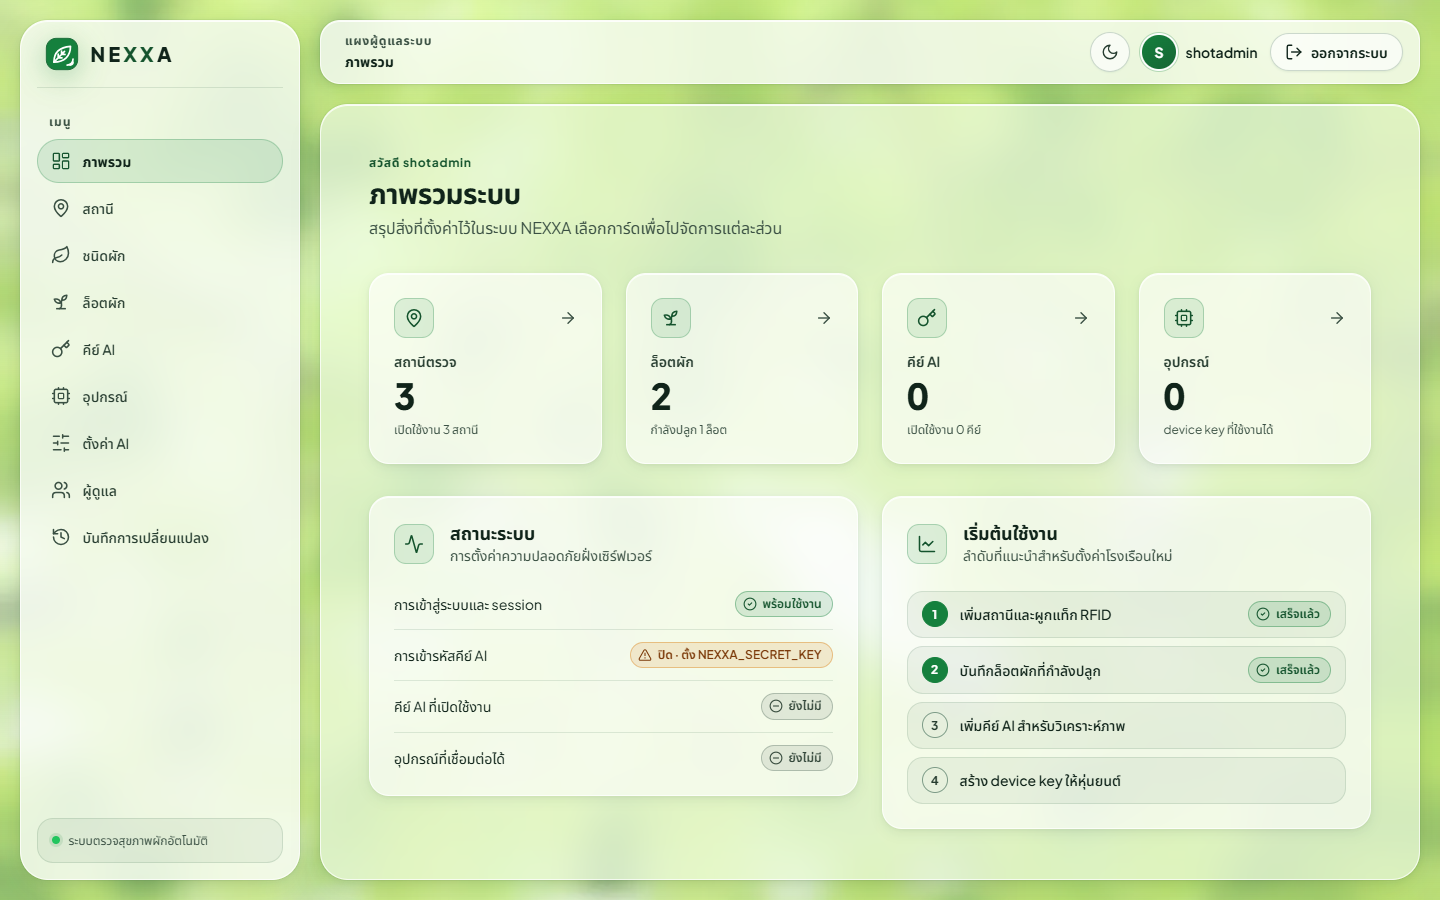 NEXXA
เมนู
ภาพรวม
สถานี
ชนิดผัก
ล็อตผัก
คีย์ AI
อุปกรณ์
ตั้งค่า AI
ผู้ดูแล
บันทึกการเปลี่ยนแปลง
ระบบตรวจสุขภาพผักอัตโนมัติ
แผงผู้ดูแลระบบ
ภาพรวม
S shotadmin
ออกจากระบบ
สวัสดี shotadmin
ภาพรวมระบบ
สรุปสิ่งที่ตั้งค่าไว้ในระบบ NEXXA เลือกการ์ดเพื่อไปจัดการแต่ละส่วน
สถานีตรวจ
3
เปิดใช้งาน 3 สถานี
ล็อตผัก
2
กำลังปลูก 1 ล็อต
คีย์ AI
0
เปิดใช้งาน 0 คีย์
อุปกรณ์
0
device key ที่ใช้งานได้
สถานะระบบ
การตั้งค่าความปลอดภัยฝั่งเซิร์ฟเวอร์
การเข้าสู่ระบบและ session พร้อมใช้งาน
การเข้ารหัสคีย์ AI ปิด · ตั้ง NEXXA_SECRET_KEY
คีย์ AI ที่เปิดใช้งาน ยังไม่มี
อุปกรณ์ที่เชื่อมต่อได้ ยังไม่มี
เริ่มต้นใช้งาน
ลำดับที่แนะนำสำหรับตั้งค่าโรงเรือนใหม่
1 เพิ่มสถานีและผูกแท็ก RFID เสร็จแล้ว
2 บันทึกล็อตผักที่กำลังปลูก เสร็จแล้ว
3 เพิ่มคีย์ AI สำหรับวิเคราะห์ภาพ
4 สร้าง device key ให้หุ่นยนต์